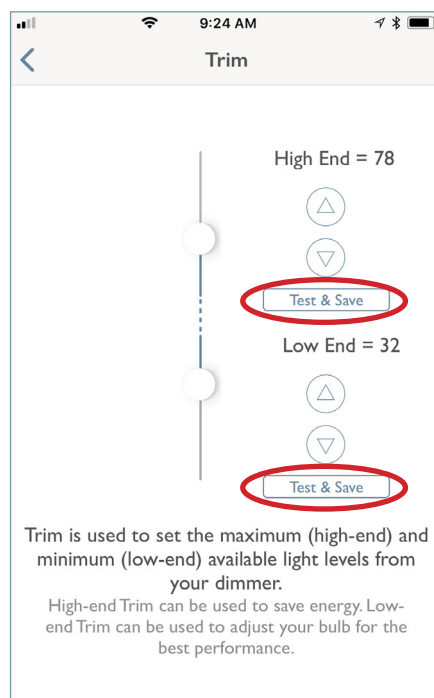 9:24 AM
Trim
High End = 78
Test & Save
Low End = 32
Test & Save
Trim is used to set the maximum (high-end) and
minimum (low-end) available light levels from
your dimmer.
High-end Trim can be used to save energy. Low-
end Trim can be used to adjust your bulb for the
best performance.